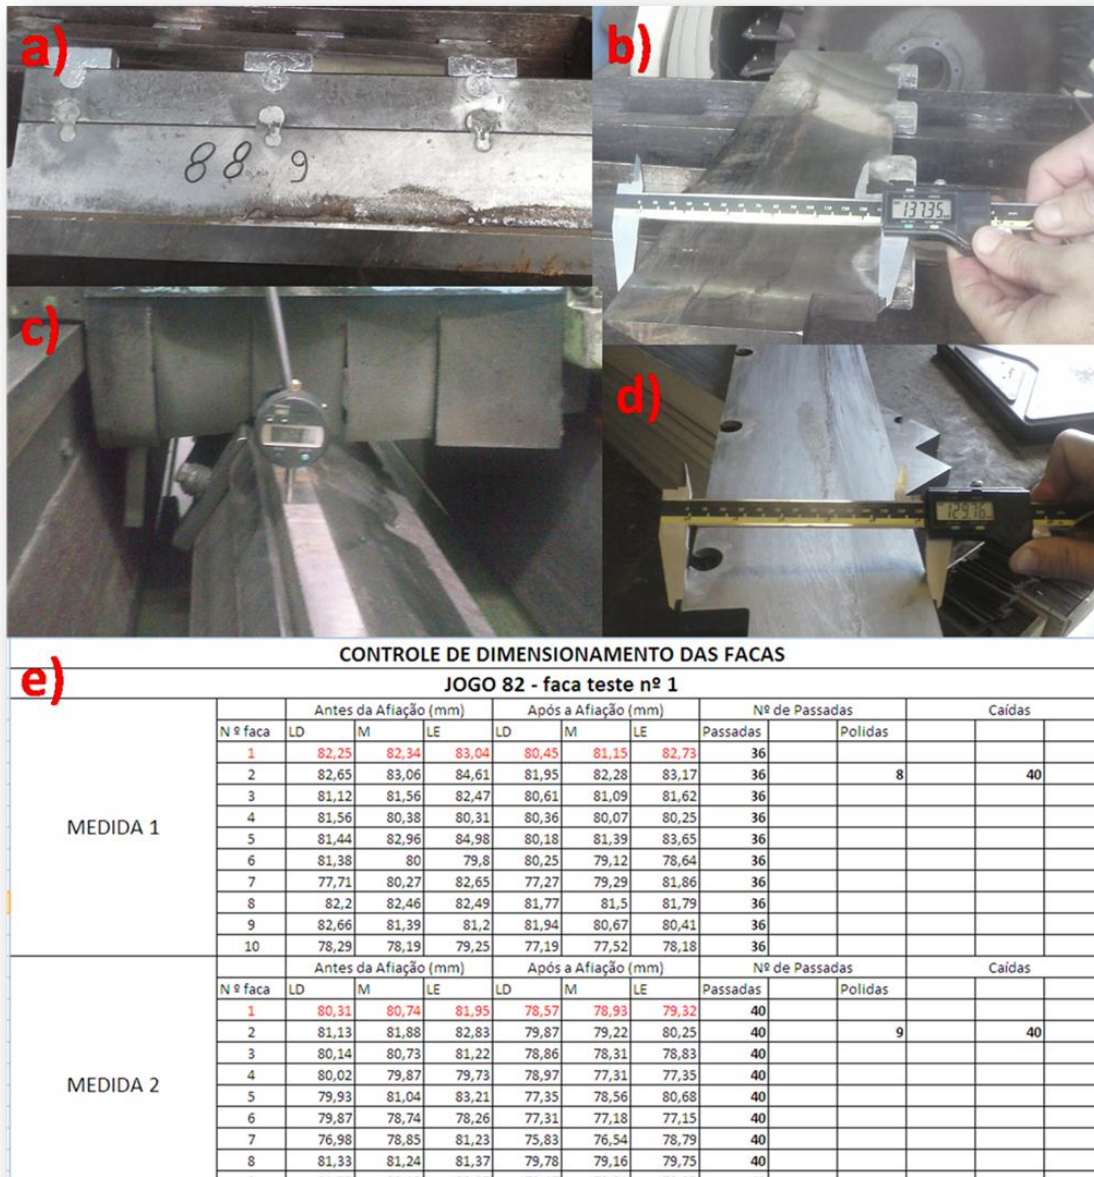 a)
b)
88 9
137.35
c)
d)
129.76
CONTROLE DE DIMENSIONAMENTO DAS FACAS
e)
JOGO 82 - faca teste nº 1
Antes da Afiação (mm) Após a Afiação (mm) Nº de Passadas Caídas
N º faca LD M LE LD M LE Passadas Polidas
1 82,25 82,34 83,04 80,45 81,15 82,73 36
2 82,65 83,06 84,61 81,95 82,28 83,17 36 8 40
3 81,12 81,56 82,47 80,61 81,09 81,62 36
MEDIDA 1
4 81,56 80,38 80,31 80,36 80,07 80,25 36
5 81,44 82,96 84,98 80,18 81,39 83,65 36
6 81,38 80 79,8 80,25 79,12 78,64 36
7 77,71 80,27 82,65 77,27 79,29 81,86 36
8 82,2 82,46 82,49 81,77 81,5 81,79 36
9 82,66 81,39 81,2 81,94 80,67 80,41 36
10 78,29 78,19 79,25 77,19 77,52 78,18 36
Antes da Afiação (mm) Após a Afiação (mm) Nº de Passadas Caídas
N º faca LD M LE LD M LE Passadas Polidas
1 80,31 80,74 81,95 78,57 78,93 79,32 40
2 81,13 81,88 82,83 79,87 79,22 80,25 40 9 40
3 80,14 80,73 81,22 78,86 78,31 78,83 40
MEDIDA 2
4 80,02 79,87 79,73 78,97 77,31 77,35 40
5 79,93 81,04 83,21 77,35 78,56 80,68 40
6 79,87 78,74 78,26 77,31 77,18 77,15 40
7 76,98 78,85 81,23 75,83 76,54 78,79 40
8 81,33 81,24 81,37 79,78 79,16 79,75 40